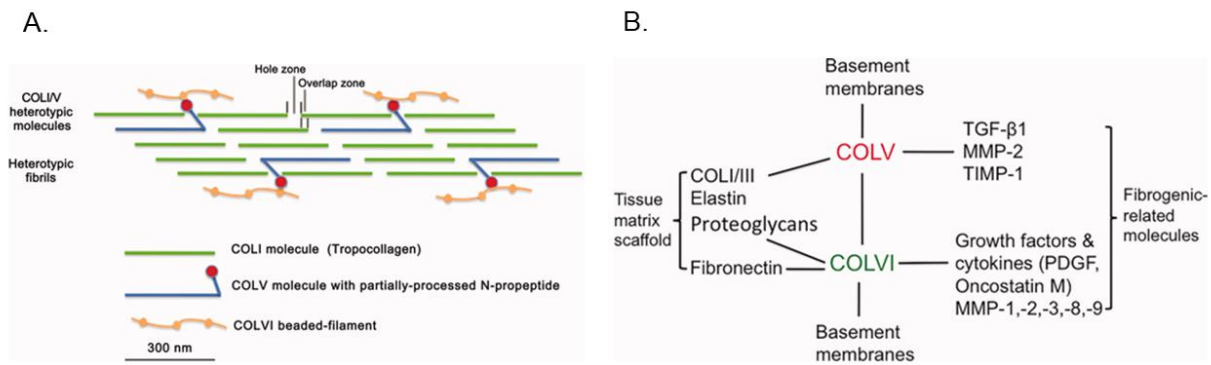 A.
Hole zone
Overlap zone
COLI/V
heterotypic
molecules
Heterotypic
fibrils
COLI molecule (Tropocollagen)
COLV molecule with partially-processed N-propeptide
COLVI beaded-filament
300 nm
B.
Basement
membranes
COLV
TGF-β1
MMP-2
TIMP-1
COLI/III
Elastin
Proteoglycans
Fibronectin
Tissue
matrix
scaffold
COLVI
Growth factors &
cytokines (PDGF,
Oncostatin M)
MMP-1,-2,-3,-8,-9
Fibrogenic-
related
molecules
Basement
membranes